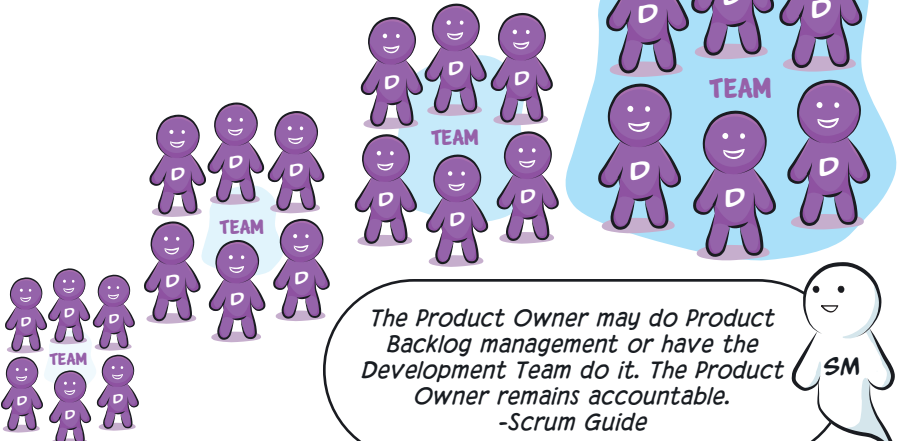 D D D
D D D
TEAM
D D D
D D D
TEAM
D D D
D D D
TEAM
D D D
D D D
TEAM
D D D
The Product Owner may do Product
Backlog management or have the
Development Team do it. The Product
Owner remains accountable.
-Scrum Guide
SM